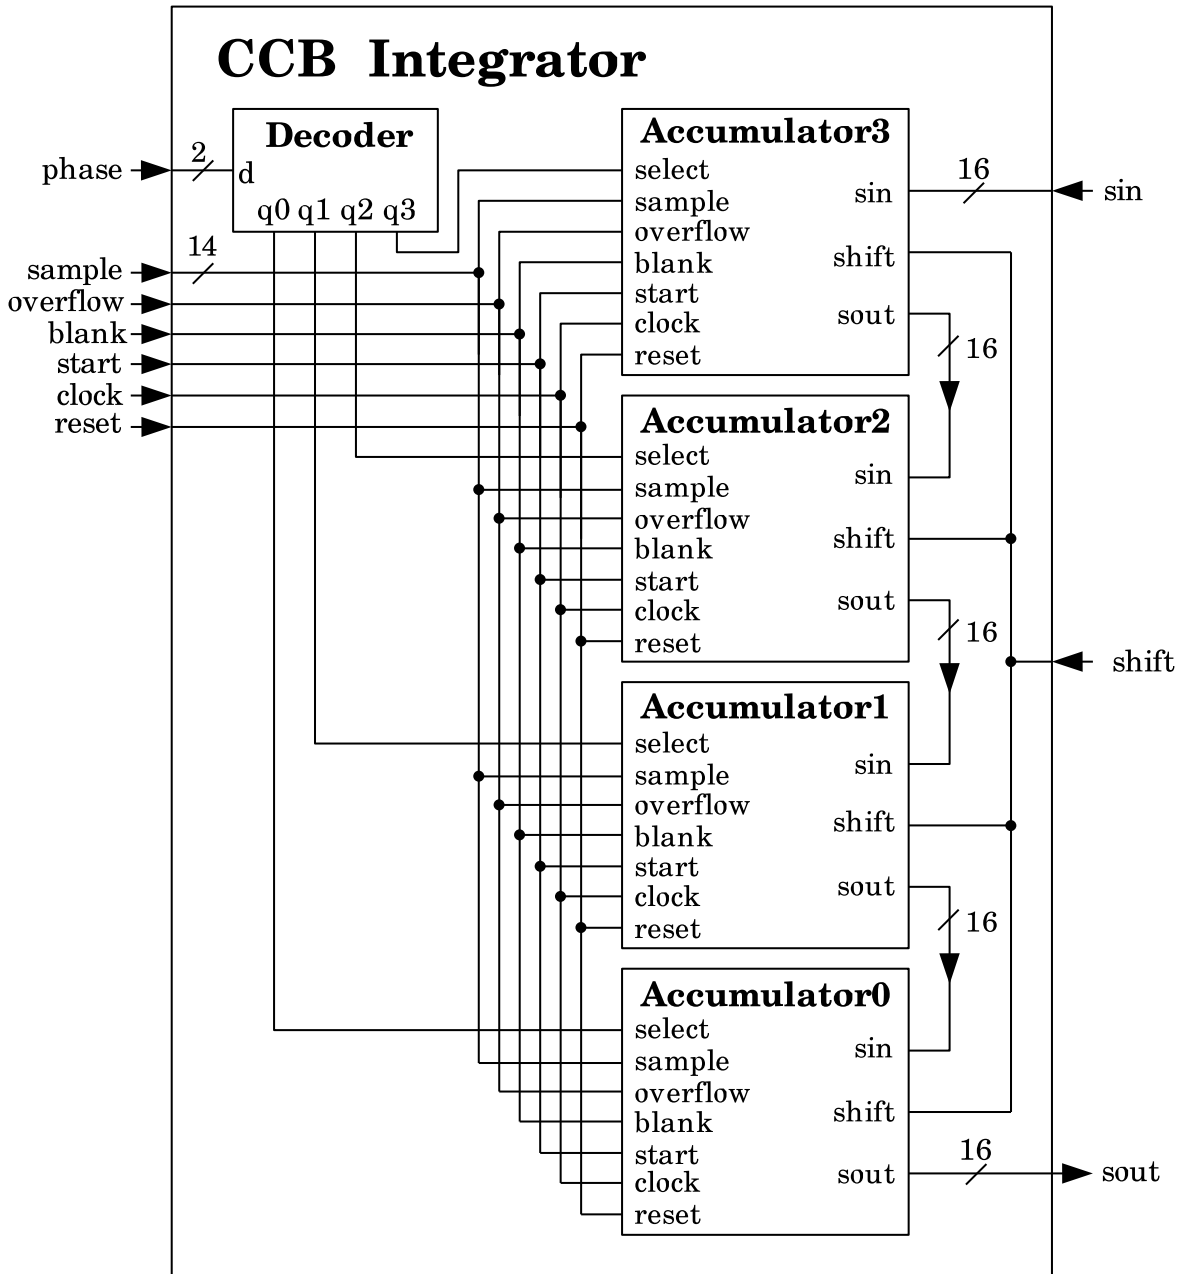 CCB Integrator
phase
2
d
Decoder
q0 q1 q2 q3
sample
14
overflow
blank
start
clock
reset
Accumulator3
select
sample
overflow
blank
start
clock
reset
sin
shift
sout
16
sin
16
Accumulator2
select
sample
overflow
blank
start
clock
reset
sin
shift
sout
16
shift
Accumulator1
select
sample
overflow
blank
start
clock
reset
sin
shift
sout
16
Accumulator0
select
sample
overflow
blank
start
clock
reset
sin
shift
sout
16
sout